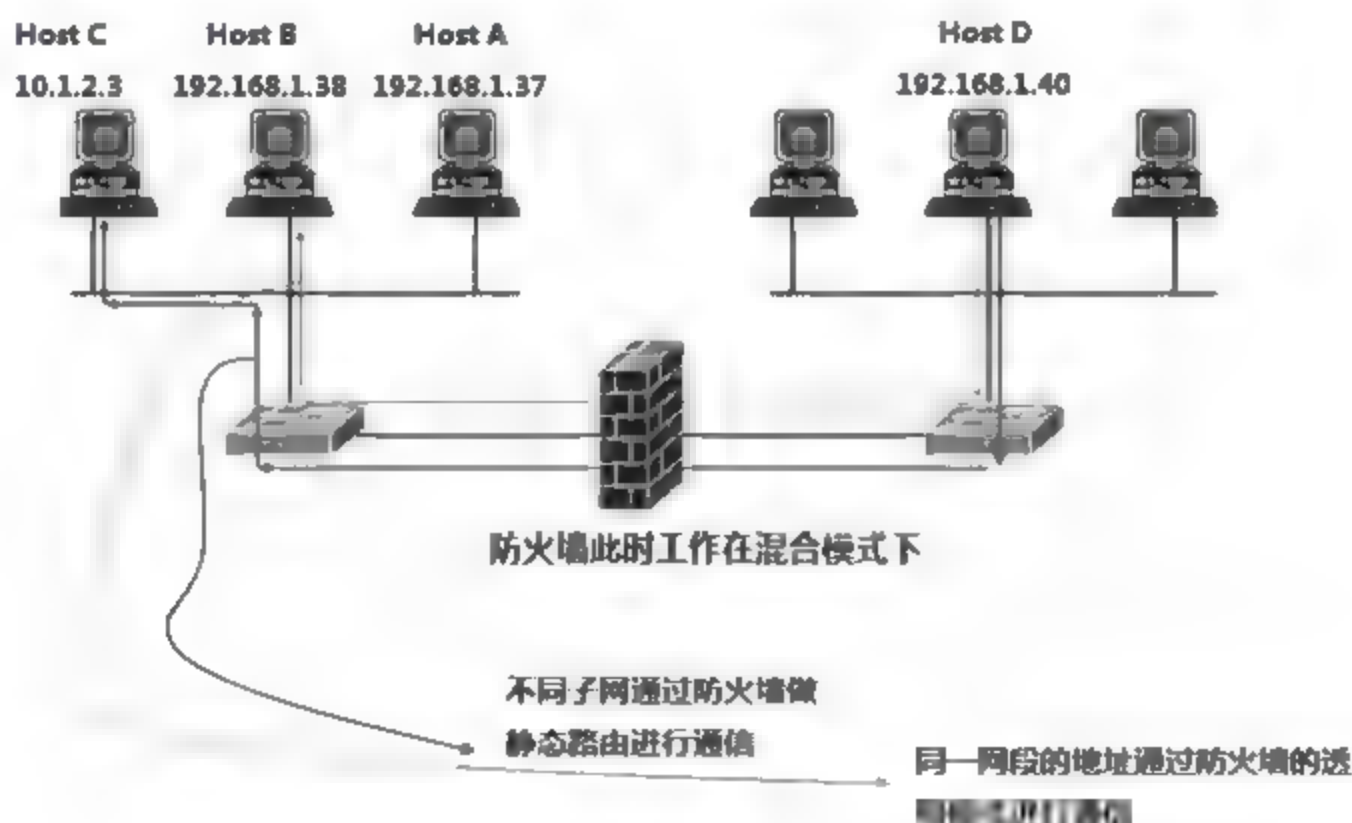 Host C Host B Host A Host D
10.1.2.3 192.168.1.38 192.168.1.37 192.168.1.40
防火墙此时工作在混合模式下
不同子网通过防火墙做
静态路由进行通信
同一网段的地址通过防火墙的透